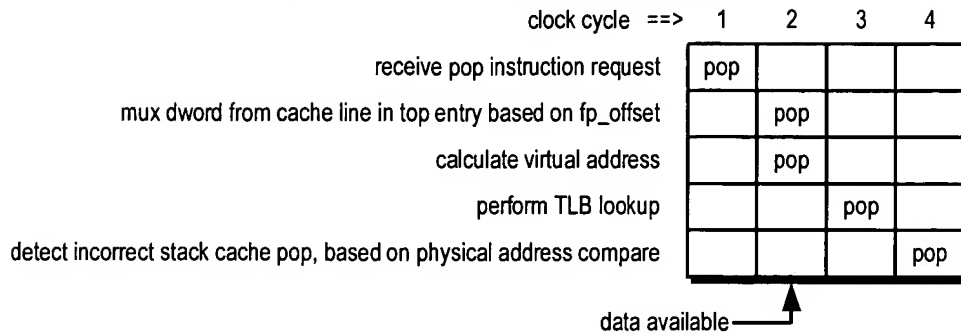 clock cycle ==> 1 2 3 4
receive pop instruction request pop
mux dword from cache line in top entry based on fp_offset pop
calculate virtual address pop
perform TLB lookup pop
detect incorrect stack cache pop, based on physical address compare pop
data available